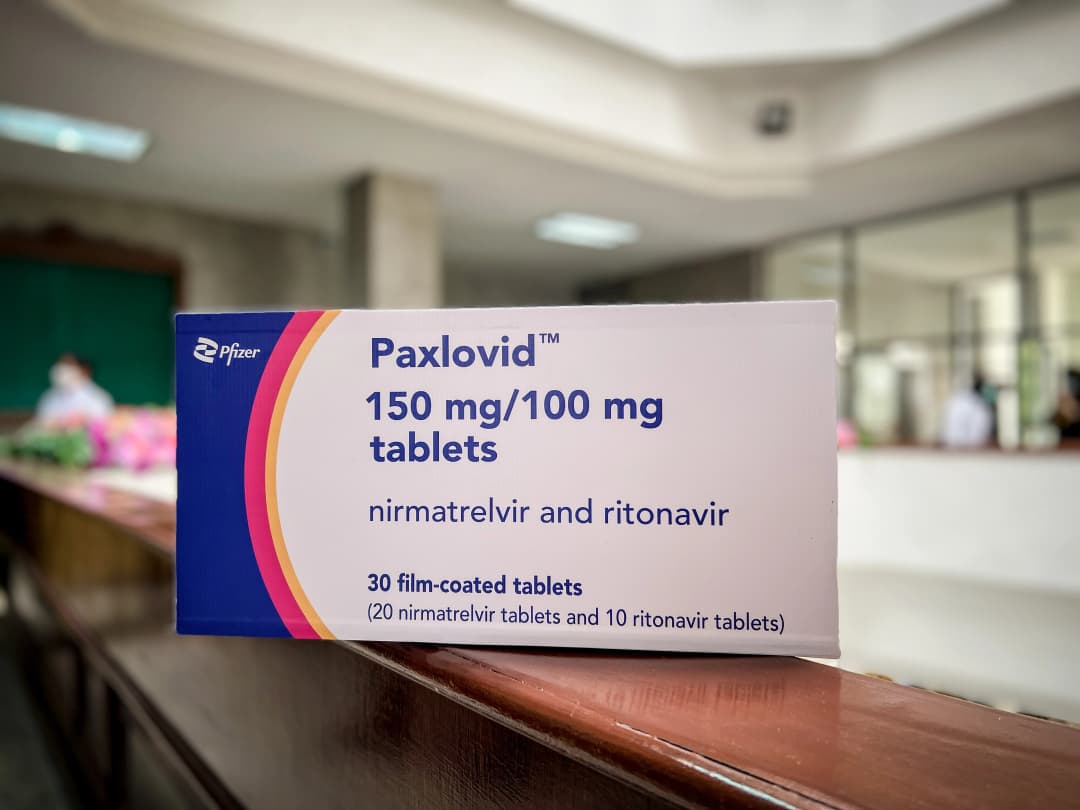 Pfizer
Paxlovid™
150 mg/100 mg
tablets
nirmatrelvir and ritonavir
30 film-coated tablets
(20 nirmatrelvir tablets and 10 ritonavir tablets)